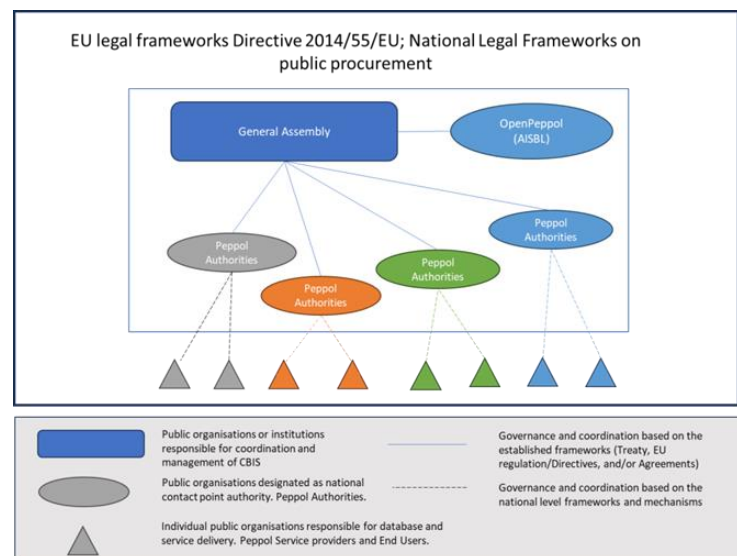 EU legal frameworks Directive 2014/55/EU; National Legal Frameworks on
public procurement
General Assembly
OpenPeppol
(AISBL)
Peppol
Authorities
Peppol
Authorities
Peppol
Authorities
Peppol
Authorities
Public organisations or institutions
responsible for coordination and
management of CBIS
Governance and coordination based on the
established frameworks (Treaty, EU
regulation/Directives, and/or Agreements)
Public organisations designated as national
contact point authority. Peppol Authorities.
Governance and coordination based on the
national level frameworks and mechanisms
Individual public organisations responsible for database and
service delivery. Peppol Service providers and End Users.